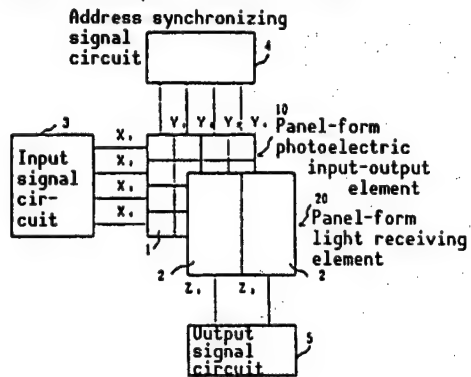 Address synchronizing
signal
circuit
4
Y₁ Y₂ Y₃ Y₄
10
Panel-form
photoelectric
input-output
element
3
Input
signal
cir-
cuit
X₁
X₂
X₃
X₄
1
20
Panel-form
light receiving
element
2
2
Z₁ Z₂
Output
signal
circuit
5